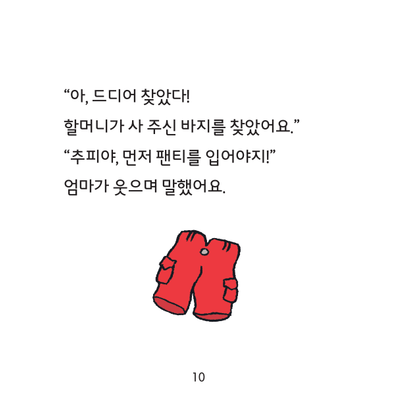 “아, 드디어 찾았다!
할머니가 사 주신 바지를 찾았어요.”
“추피야, 먼저 팬티를 입어야지!”
엄마가 웃으며 말했어요.
10